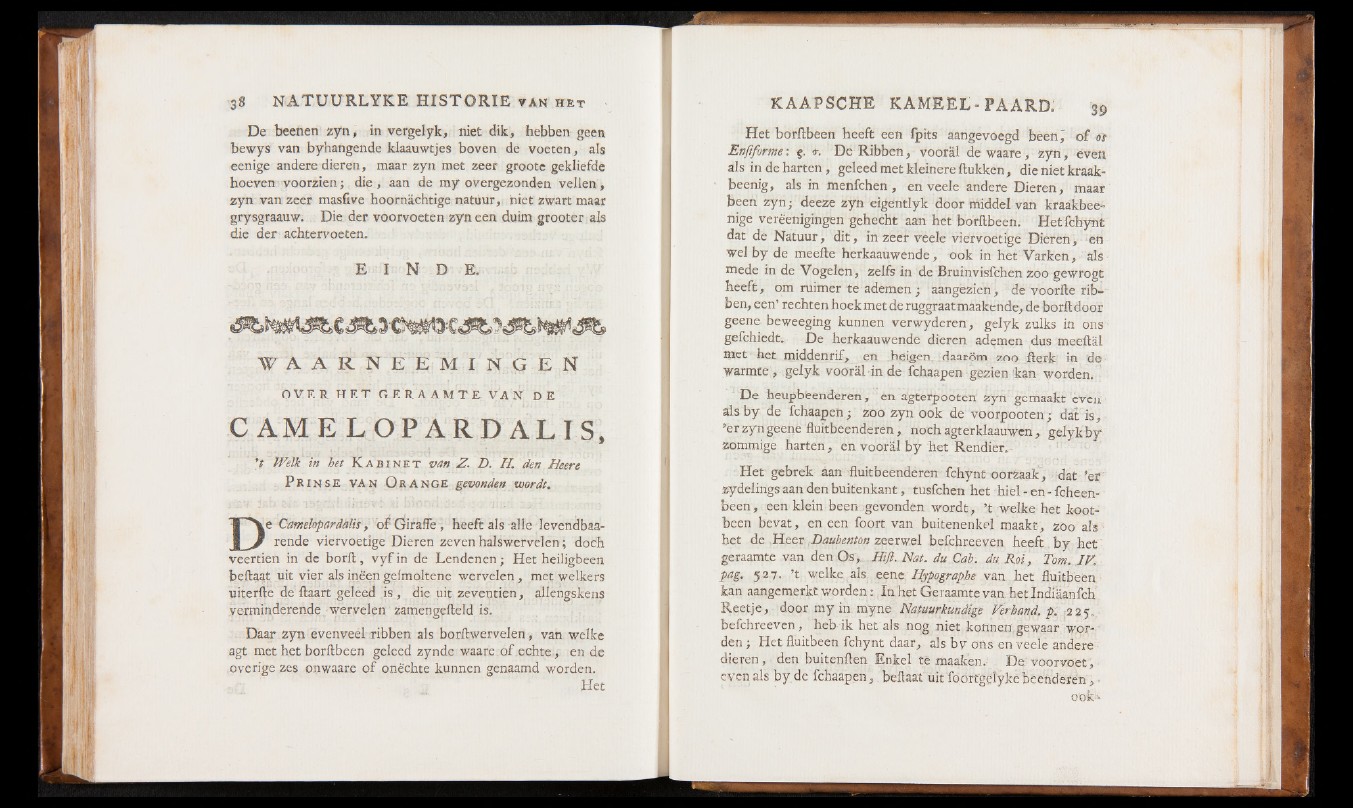 38 NATUURLYKE HISTORIE VAN HET
De beenen zyn, in vergelyk, niet dik, hebben geen
bewys van byhangende klaauwtjes boven de voeten, als
eenige andere dieren, maar zyn met zeer groote gekliefde
hoeven voorzien; die, aan de my overgezonden vellen,
zyn van zeer masſive hoornächtige natuur, niet zwart maar
grysgraauw. Die der voorvoeten zyn een duim grooter als
die der achtervoeten.
EINDE.
WAARNEEMINGEN
OVER HET GERAAMTE VAN DE
CAMELOPARDALIS,
't Welk in het KABINET van Z. D. H. den Heere
PRINSE VAN ORANGE gevonden wordt.
De Camelopardalis, of Giraffe, heeft als alle levendbaa-
rende viervoetige Dieren zeven halswervelen; doch
veertien in de borſt, vyf in de Lendenen; Het heiligbeen
beſtaat uit vier als inëen geſmoltene wervelen, met welkers
uiterſte de ſtaart geleed is, die uit zeventien, allengskens
verminderende wervelen zamengeſteld is.
Daar zyn evenveel ribben als borſtwervelen, van welke
agt met het borſtbeen geleed zynde waare of echte, en de
overige zes onwaare of onëchte kunnen genaamd worden.
Het
KAAPSCHE KAMEEL-PAARD. 39
Het borſtbeen heeft een ſpits aangevoegd been, of os
Enſiforme: ς. σ. De Ribben, vooräl de waare, zyn, even
als in de harten, geleed met kleinere ſtukken, die niet kraak-
beenig, als in menſchen, en veele andere Dieren, maar
been zyn; deeze zyn eigentlyk door middel van kraakbee-
nige verëenigingen gehecht aan het borſtbeen. Het ſchynt
dat de Natuur, dit, in zeer veele viervoetige Dieren, en
wel by de meeſte herkaauwende, ook in het Varken, als
mede in de Vogelen, zelfs in de Bruinvisſchen zoo gewrogt
heeft, om ruimer te ademen; aangezien, de voorſte rib-
ben, een' rechten hoek met de ruggraat maakende, de borſt door
geene beweeging kunnen verwyderen, gelyk zulks in ons
geſchiedt. De herkaauwende dieren ademen dus meeſtäl
met het middenrif, en heigen daaröm zoo ſterk in de
warmte, gelyk vooräl in de ſchaapen gezien kan worden.
De heupbeenderen, en agterpooten zyn gemaakt even
als by de ſchaapen; zoo zyn ook de voorpooten; dat is,
'er zyn geene fluitbeenderen, noch agterklaauwen, gelyk by
zommige harten, en vooräl by het Rendier.
Het gebrek aan fluitbeenderen ſchynt oorzaak, dat 'er
zydelings aan den buitenkant, tusſchen het hiel-en-ſcheen-
been, een klein been gevonden wordt, 't welke het koot-
been bevat, en een ſoort van buitenenkel maakt, zoo als
het de Heer Daubenton zeerwel beſchreeven heeft by het
geraamte van den Os, Hiſt. Nat. du Cab. du Roi, Tom. IV.
pag. 527. 't welke als eene Hypographe van het fluitbeen
kan aangemerkt worden: In het Geraamte van het Indiäanſch
Reetje, door my in myne Natuurkundige Verhand. p. 225.
beſchreeven, heb ik het als nog niet konnen gewaar wor-
den; Het fluitbeen ſchynt daar, als by ons en veele andere
dieren, den buitenſten Enkel te maaken. De voorvoet,
even als by de ſchaapen, beſtaat uit ſoortgelyke beenderen,
ook